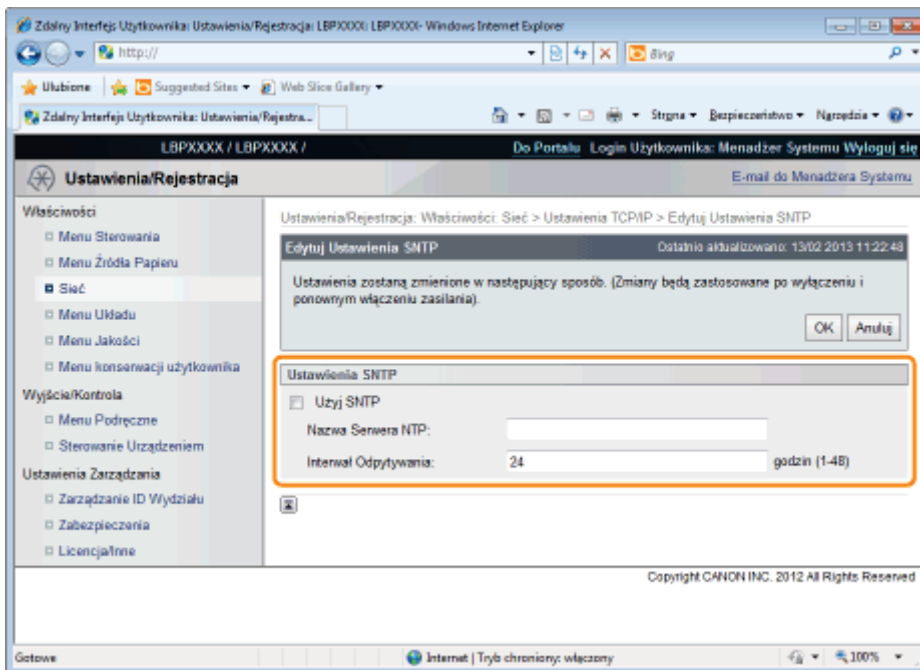 Zdalny Interfejs Użytkownika: Ustawienia/Rejestracja: LBPXXXX: LBPXXXX- Windows Internet Explorer
http://
Bing
Ulubione Suggested Sites Web Slice Gallery
Zdalny Interfejs Użytkownika: Ustawienia/Rejestra... Strona Bezpieczeństwo Narzędzia
LBPXXXX / LBPXXXX / Do Portalu Login Użytkownika: Menadżer Systemu Wyloguj się
Ustawienia/Rejestracja E-mail do Menadżera Systemu
Właściwości
Menu Sterowania
Menu Źródła Papieru
Sieć
Menu Układu
Menu Jakości
Menu konserwacji użytkownika
Wyjście/Kontrola
Menu Podręczne
Sterowanie Urządzeniem
Ustawienia Zarządzania
Zarządzanie ID Wydziału
Zabezpieczenia
Licencja/Inne
Ustawienia/Rejestracja: Właściwości: Sieć > Ustawienia TCP/IP > Edytuj Ustawienia SNTP
Edytuj Ustawienia SNTP Ostatnio aktualizowano: 13/02 2013 11:22:48
Ustawienia zostaną zmienione w następujący sposób. (Zmiany będą zastosowane po wyłączeniu i
ponownym włączeniu zasilania).
OK Anuluj
Ustawienia SNTP
Użyj SNTP
Nazwa Serwera NTP:
Interwał Odpytywania: 24 godzin (1-48)
Copyright CANON INC. 2012 All Rights Reserved
Gotowe Internet | Tryb chroniony: włączony 100%